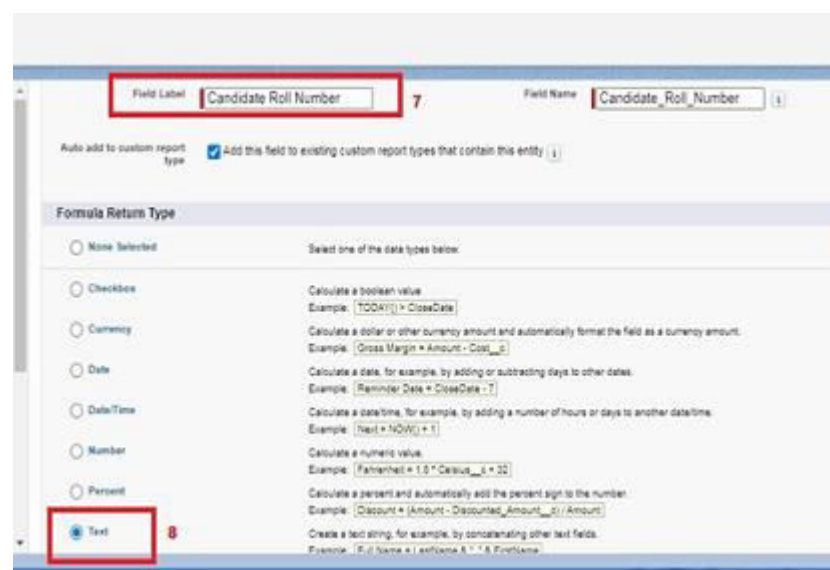 Field Label Candidate Roll Number 7 Field Name Candidate_Roll_Number i
Auto add to custom report type Add this field to existing custom report types that contain this entity i
Formula Return Type
None Selected Select one of the data types below.
Checkbox Calculate a boolean value
Example: TODAY() > CloseDate
Currency Calculate a dollar or other currency amount and automatically format the field as a currency amount.
Example: Gross Margin = Amount - Cost__c
Date Calculate a date, for example, by adding or subtracting days to other dates.
Example: Reminder Date = CloseDate - 7
Date/Time Calculate a date/time, for example, by adding a number of hours or days to another date/time.
Example: Next = NOW() + 1
Number Calculate a numeric value.
Example: Fahrenheit = 1.8 * Celsius__c + 32
Percent Calculate a percent and automatically add the percent sign to the number.
Example: Discount = (Amount - Discounted_Amount__c) / Amount
Text 8 Create a text string, for example, by concatenating other text fields.
Example: Full Name = LastName & ", " & FirstName